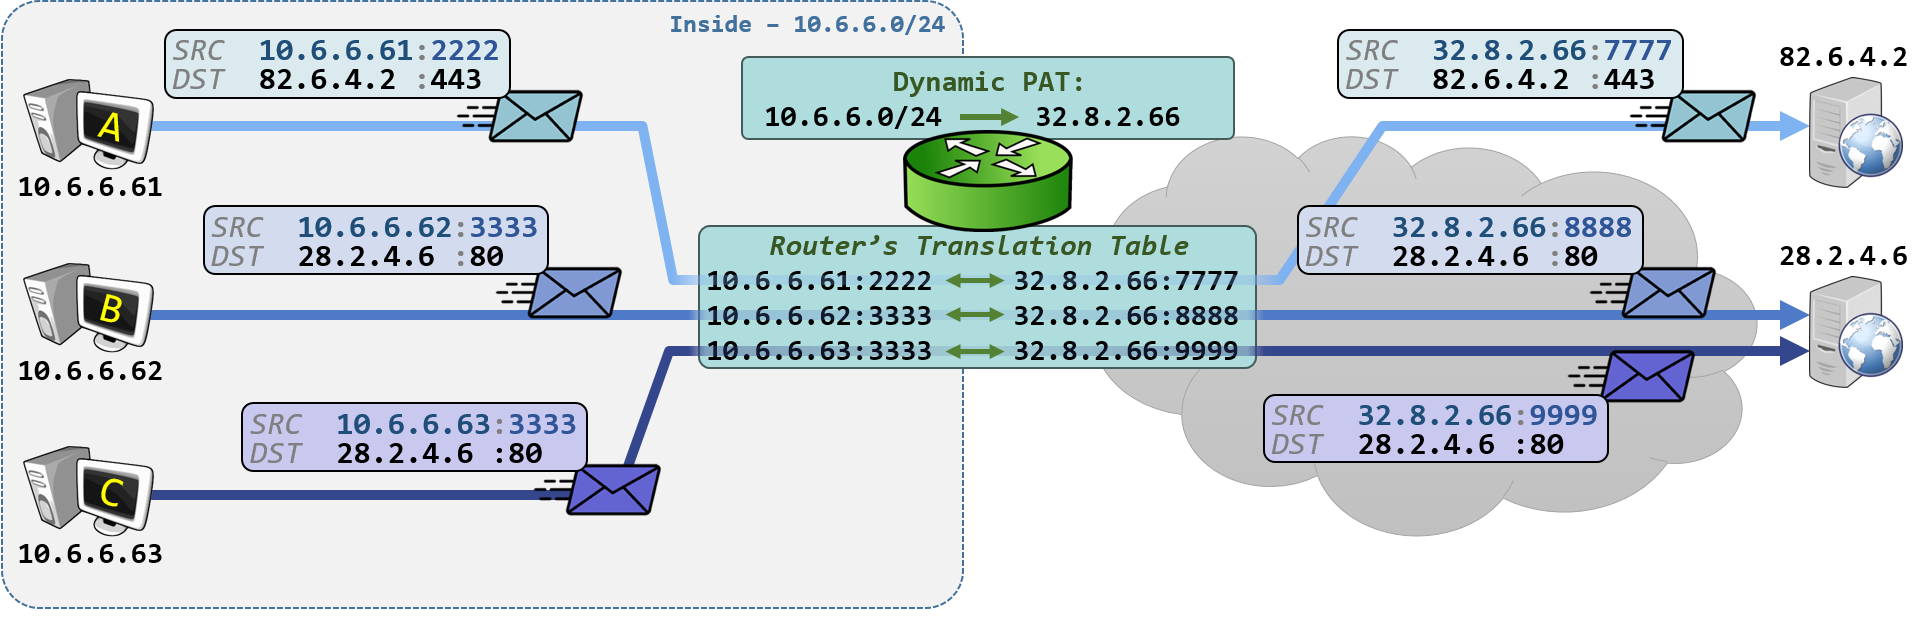 Inside – 10.6.6.0/24
SRC 10.6.6.61:2222
DST 82.6.4.2 :443
A
10.6.6.61
SRC 10.6.6.62:3333
DST 28.2.4.6 :80
B
10.6.6.62
SRC 10.6.6.63:3333
DST 28.2.4.6 :80
C
10.6.6.63
Dynamic PAT:
10.6.6.0/24 32.8.2.66
Router's Translation Table
10.6.6.61:2222 32.8.2.66:7777
10.6.6.62:3333 32.8.2.66:8888
10.6.6.63:3333 32.8.2.66:9999
SRC 32.8.2.66:7777
DST 82.6.4.2 :443
82.6.4.2
SRC 32.8.2.66:8888
DST 28.2.4.6 :80
28.2.4.6
SRC 32.8.2.66:9999
DST 28.2.4.6 :80